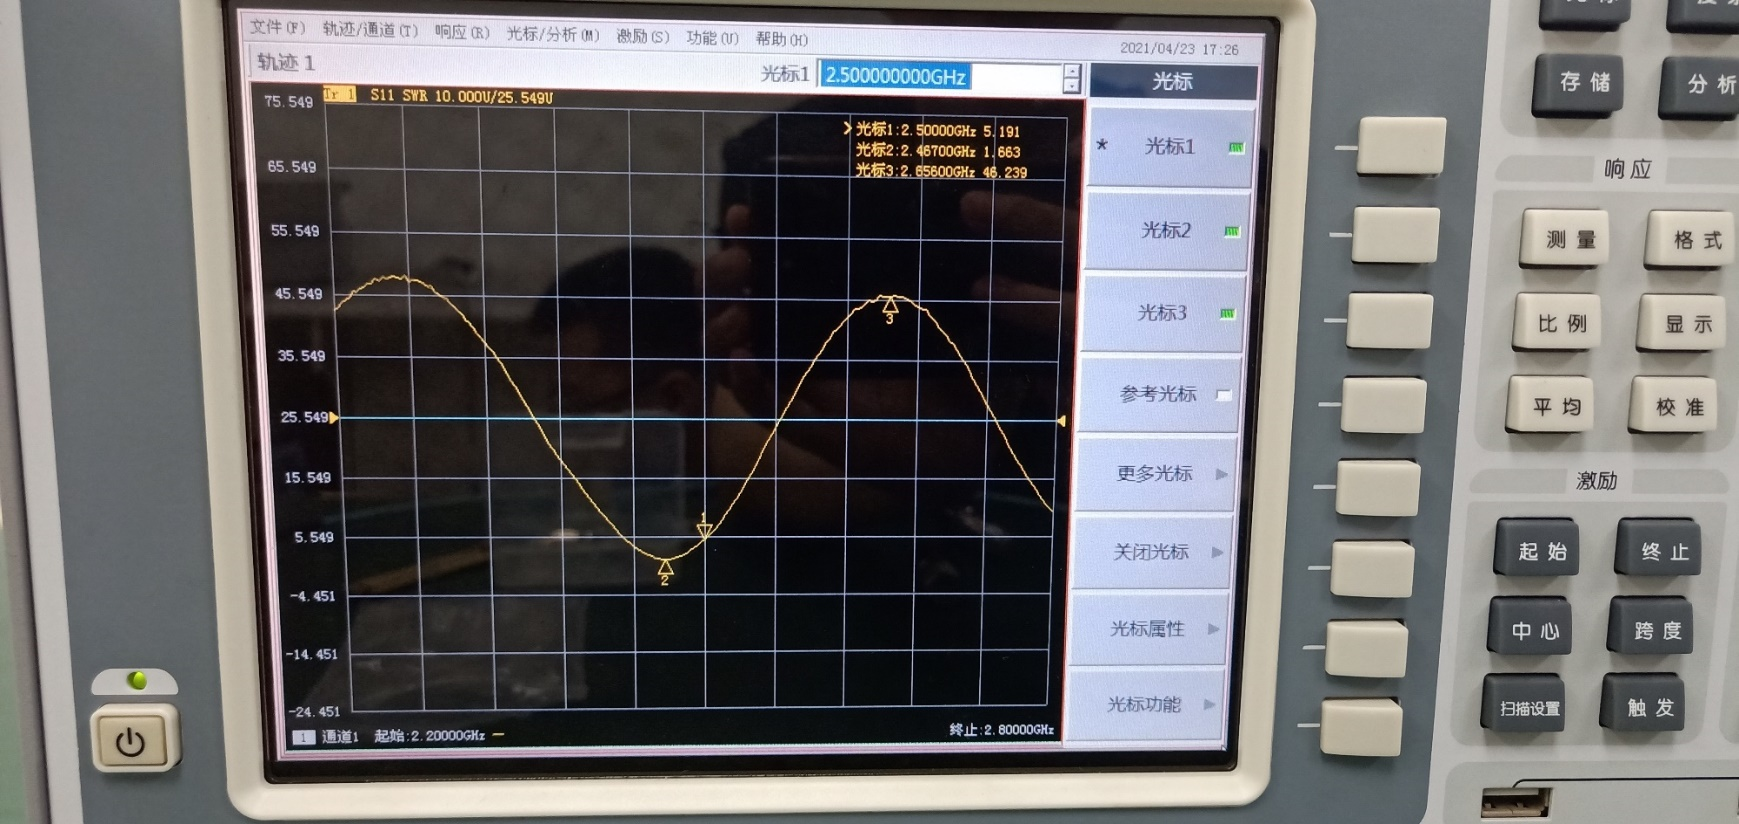 文件(F) 轨迹/通道(T) 响应(R) 光标/分析(M) 激励(S) 功能(U) 帮助(H)
2021/04/23 17:26
轨迹 1
光标1 2.500000000GHz
光标
Tr 1 S11 SWR 10.000U/25.549U
75.549
65.549
55.549
45.549
35.549
25.549
15.549
5.549
-4.451
-14.451
-24.451
>光标1:2.50000GHz 5.191
光标2:2.46700GHz 1.663
光标3:2.65600GHz 46.239
1
2
3
1 通道1 起始:2.20000GHz
终止:2.80000GHz
* 光标1
光标2
光标3
参考光标
更多光标
关闭光标
光标属性
光标功能
存储
分析
响应
测量
格式
比例
显示
平均
校准
激励
起始
终止
中心
跨度
扫描设置
触发